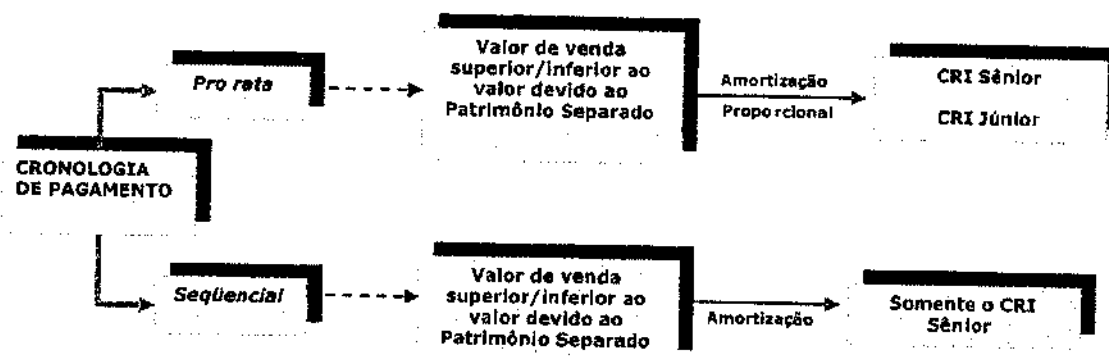 Pro rata
Valor de venda
superior/inferior ao
valor devido ao
Patrimônio Separado
Amortização
Proporcional
CRI Sênior
CRI Júnior
CRONOLOGIA
DE PAGAMENTO
Seqüencial
Valor de venda
superior/inferior ao
valor devido ao
Patrimônio Separado
Amortização
Somente o CRI
Sênior